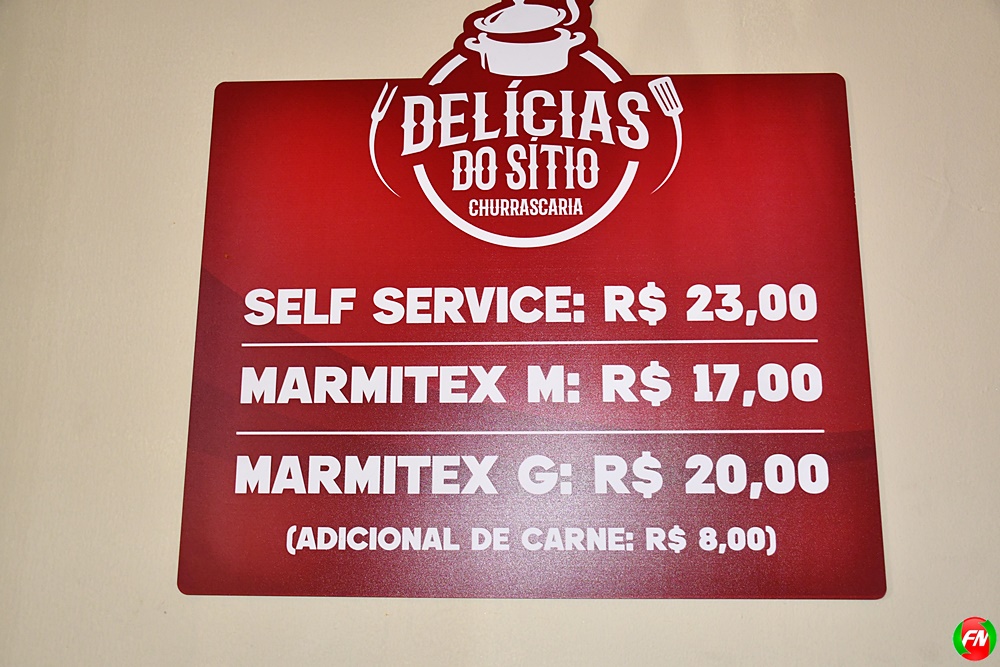 DELÍCIAS
DO SÍTIO
CHURRASCARIA
SELF SERVICE: R$ 23,00
MARMITEX M: R$ 17,00
MARMITEX G: R$ 20,00
(ADICIONAL DE CARNE: R$ 8,00)
FN